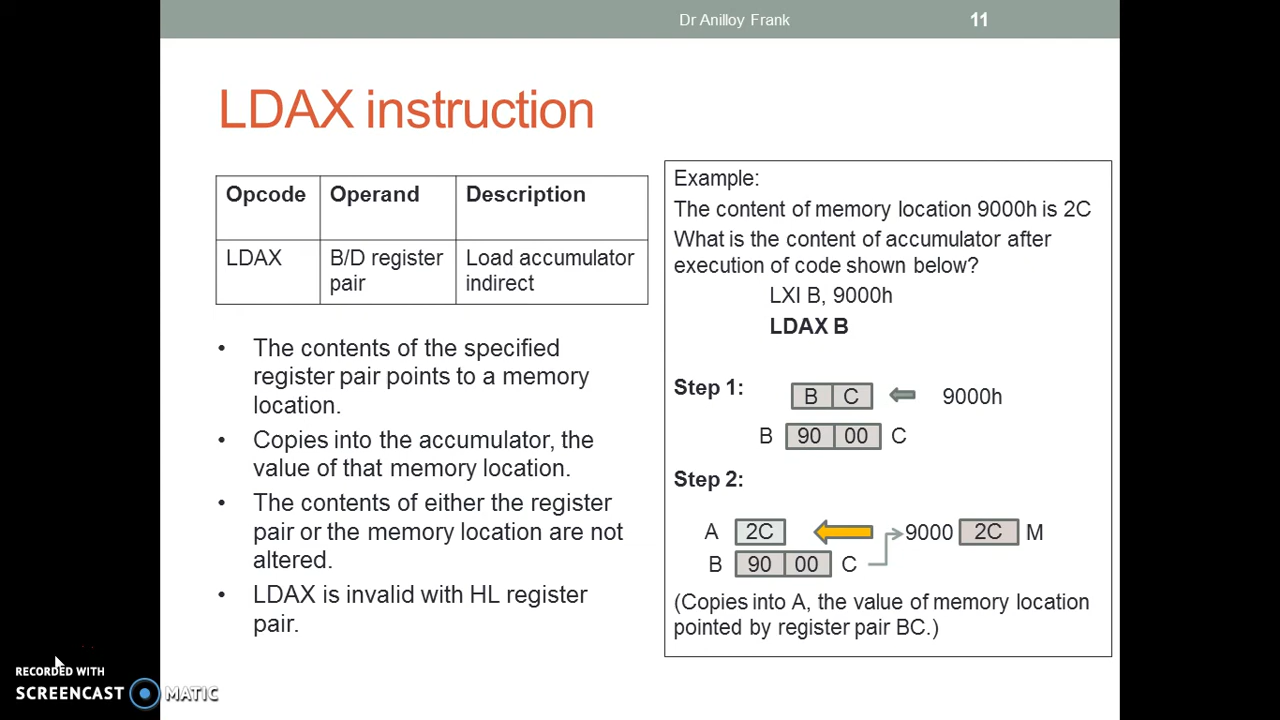 Dr Anilloy Frank
11
LDAX instruction
Opcode Operand Description
LDAX B/D register Load accumulator
pair indirect
• The contents of the specified
register pair points to a memory
location.
• Copies into the accumulator, the
value of that memory location.
• The contents of either the register
pair or the memory location are not
altered.
• LDAX is invalid with HL register
pair.
Example:
The content of memory location 9000h is 2C
What is the content of accumulator after
execution of code shown below?
LXI B, 9000h
LDAX B
Step 1: B C 9000h
B 90 00 C
Step 2:
A 2C 9000 2C M
B 90 00 C
(Copies into A, the value of memory location
pointed by register pair BC.)
RECORDED WITH
SCREENCAST MATIC